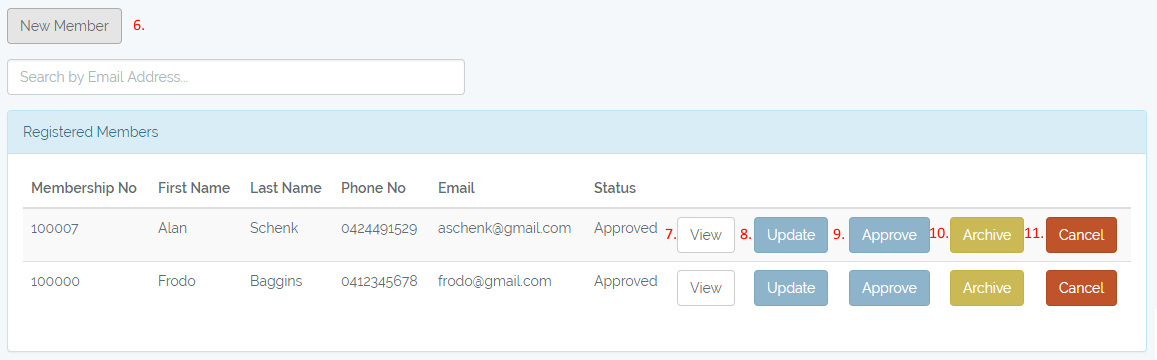 New Member 6.
Search by Email Address...
Registered Members
Membership No First Name Last Name Phone No Email Status
100007 Alan Schenk 0424491529 aschenk@gmail.com Approved 7. View 8. Update 9. Approve 10. Archive 11. Cancel
100000 Frodo Baggins 0412345678 frodo@gmail.com Approved View Update Approve Archive Cancel